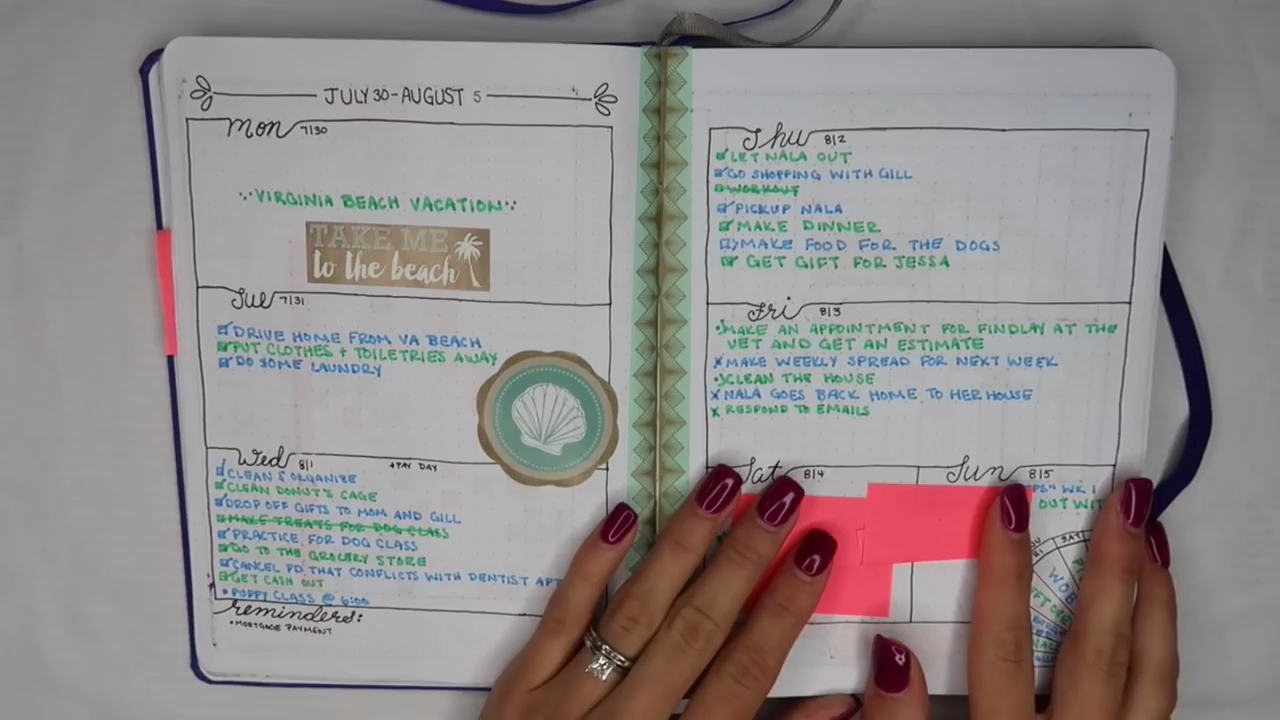 JULY 30-AUGUST 5
Mon 7/30
VIRGINIA BEACH VACATION
TAKE ME
to the beach
Tue 7/31
DRIVE HOME FROM VA BEACH
PUT CLOTHES + TOILETRIES AWAY
DO SOME LAUNDRY
Wed 8/1 PAY DAY
CLEAN & ORGANIZE
CLEAN DONUT'S CAGE
DROP OFF GIFTS TO MOM AND GILL
MAKE TREATS FOR DOG CLASS
PRACTICE FOR DOG CLASS
GO TO THE GROCERY STORE
CANCEL PD THAT CONFLICTS WITH DENTIST APT
GET CASH OUT
• PUPPY CLASS @ 6:00
reminders:
• MORTGAGE PAYMENT
Thu 8/2
LET NALA OUT
GO SHOPPING WITH GILL
WORKOUT
PICKUP NALA
MAKE DINNER
MAKE FOOD FOR THE DOGS
GET GIFT FOR JESSA
Fri 8/3
MAKE AN APPOINTMENT FOR FINDLAY AT THE
VET AND GET AN ESTIMATE
MAKE WEEKLY SPREAD FOR NEXT WEEK
CLEAN THE HOUSE
NALA GOES BACK HOME TO HER HOUSE
RESPOND TO EMAILS
Sat 8/4
Sun 8/5
OUT
SAT